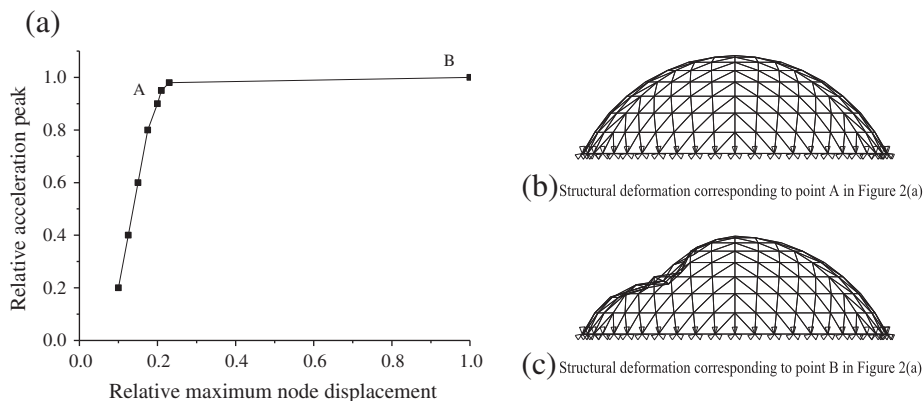 (a)
Relative acceleration peak
1.0
0.8
0.6
0.4
0.2
0.0
A
B
0.0 0.2 0.4 0.6 0.8 1.0
Relative maximum node displacement
(b) Structural deformation corresponding to point A in Figure 2(a)
(c) Structural deformation corresponding to point B in Figure 2(a)